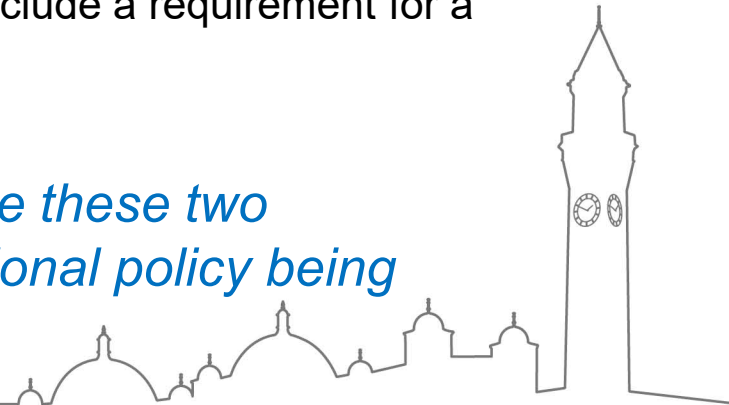 clude a requirement for a
e these two
ional policy being